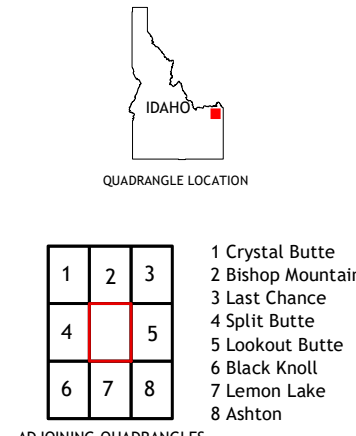 IDAHO
QUADRANGLE LOCATION
1 2 3
4 5
6 7 8
1 Crystal Butte
2 Bishop Mountain
3 Last Chance
4 Split Butte
5 Lookout Butte
6 Black Knoll
7 Lemon Lake
8 Ashton
ADJOINING QUADRANGLES